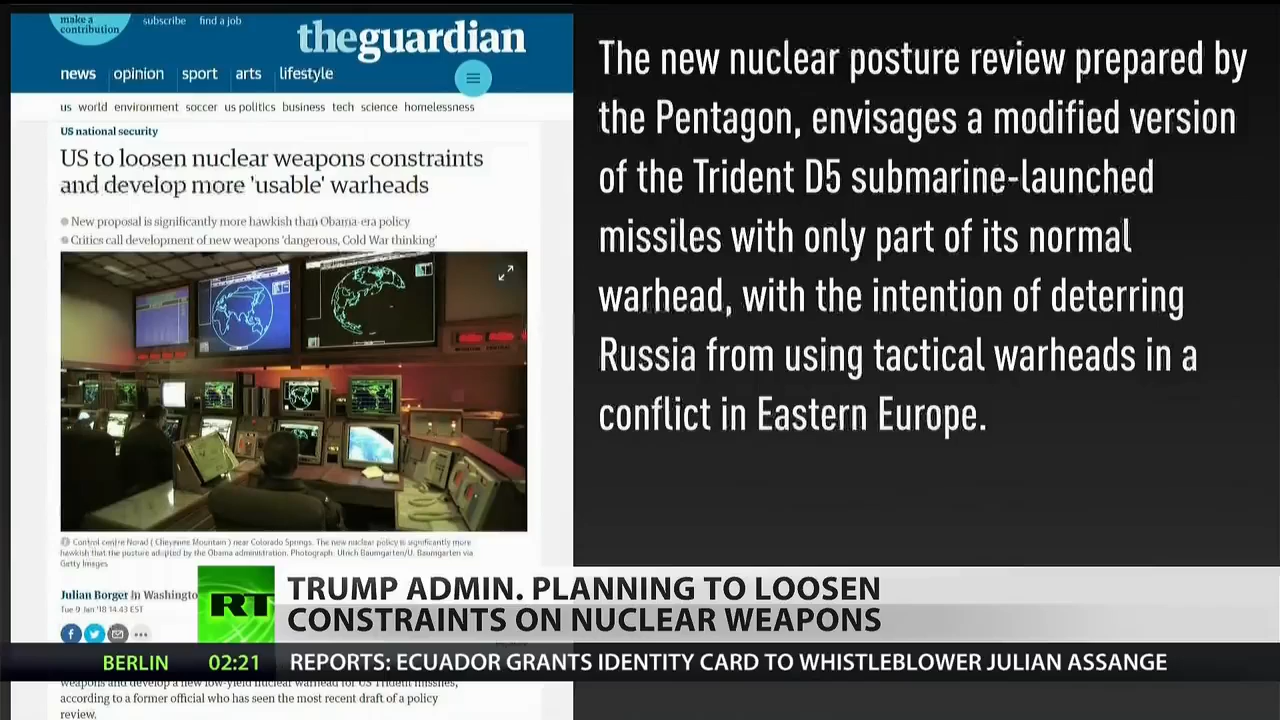 make a
contribution
subscribe find a job
theguardian
news opinion sport arts lifestyle
us world environment soccer us politics business tech science homelessness
US national security
US to loosen nuclear weapons constraints
and develop more 'usable' warheads
New proposal is significantly more hawkish than Obama-era policy
Critics call development of new weapons 'dangerous, Cold War thinking'
Control centre Norad ( Cheyenne Mountain ) near Colorado Springs. The new nuclear policy is significantly more
hawkish that the posture adopted by the Obama administration. Photograph: Ulrich Baumgarten/U. Baumgarten via
Getty Images
Julian Borger in Washingto
Tue 9 Jan '18 14.43 EST
weapons and develop a new low-yield nuclear warhead for US Trident missiles,
according to a former official who has seen the most recent draft of a policy
review.
The new nuclear posture review prepared by
the Pentagon, envisages a modified version
of the Trident D5 submarine-launched
missiles with only part of its normal
warhead, with the intention of deterring
Russia from using tactical warheads in a
conflict in Eastern Europe.
RT
TRUMP ADMIN. PLANNING TO LOOSEN
CONSTRAINTS ON NUCLEAR WEAPONS
BERLIN 02:21 REPORTS: ECUADOR GRANTS IDENTITY CARD TO WHISTLEBLOWER JULIAN ASSANGE